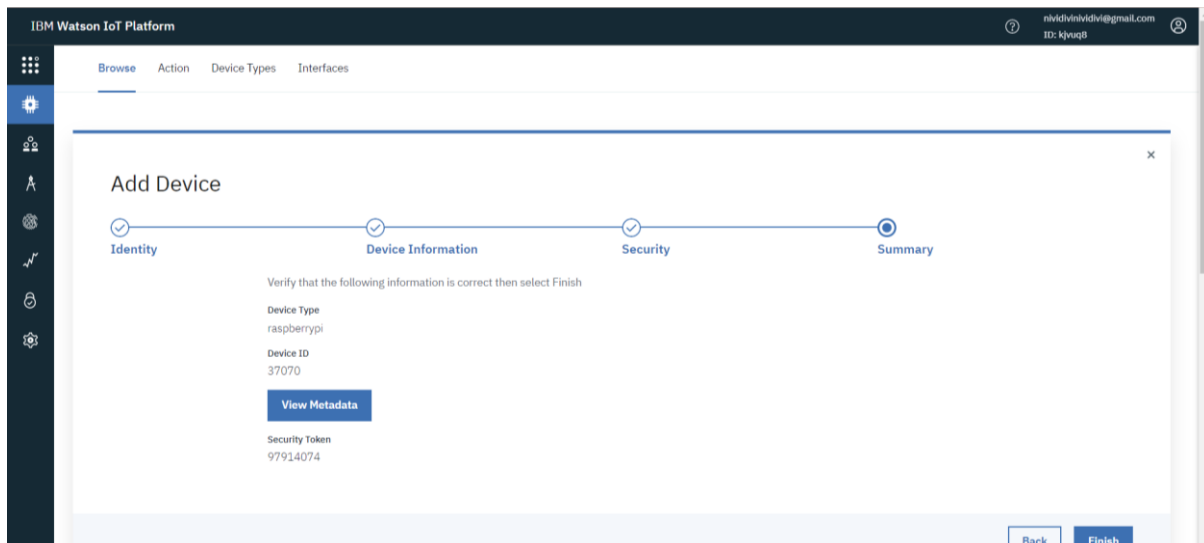 IBM Watson IoT Platform
nividivinividivi@gmail.com
ID: kjvuq8
Browse Action Device Types Interfaces
Add Device
Identity Device Information Security Summary
Verify that the following information is correct then select Finish
Device Type
raspberrypi
Device ID
37070
View Metadata
Security Token
97914074
Back Finish